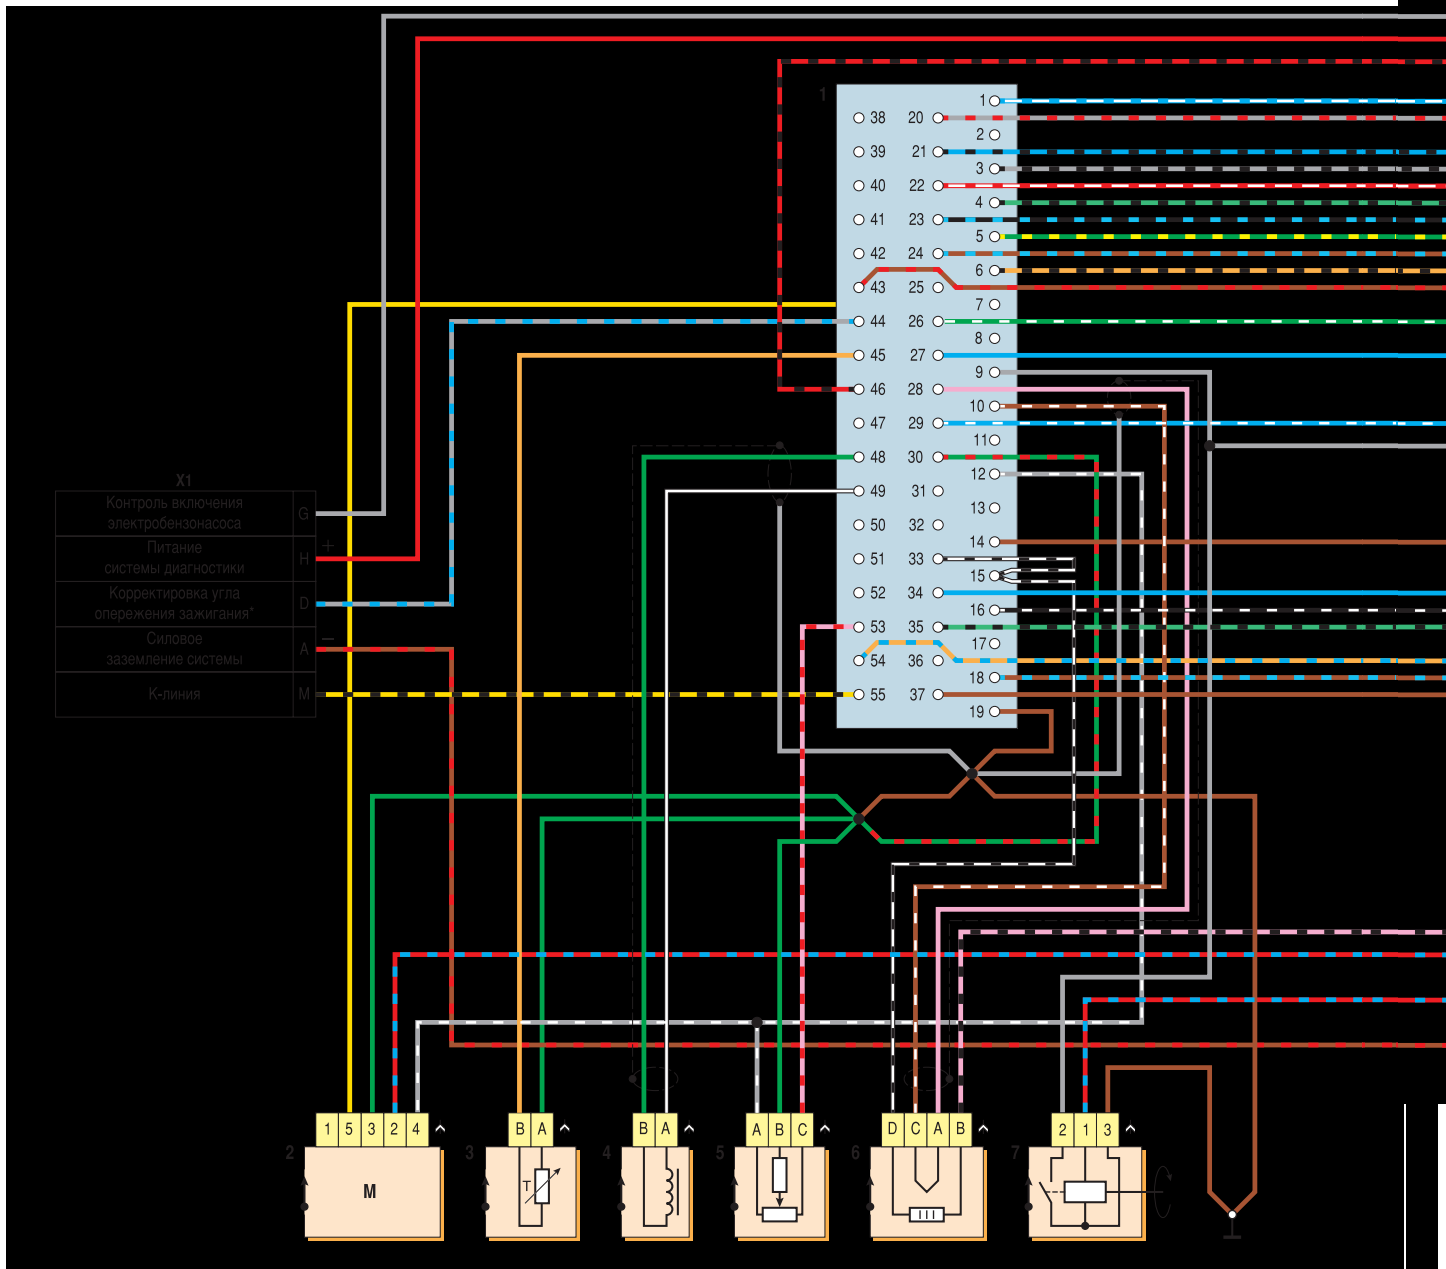 1
1
38 20
2
39 21
3
40 22
4
41 23
5
42 24
6
43 25
7
44 26
8
45 27
9
46 28
10
47 29
11
48 30
12
49 31
13
50 32
14
51 33
15
52 34
16
53 35
17
54 36
18
55 37
19
X1
Контроль включения
электробензонасоса
G
Питание
системы диагностики
H +
Корректировка угла
опережения зажигания*
D
Силовое
заземление системы
A −
К-линия
M
1 5 3 2 4
B A
B A
A B C
D C A B
2 1 3
2
3
4
5
6
7
M
T